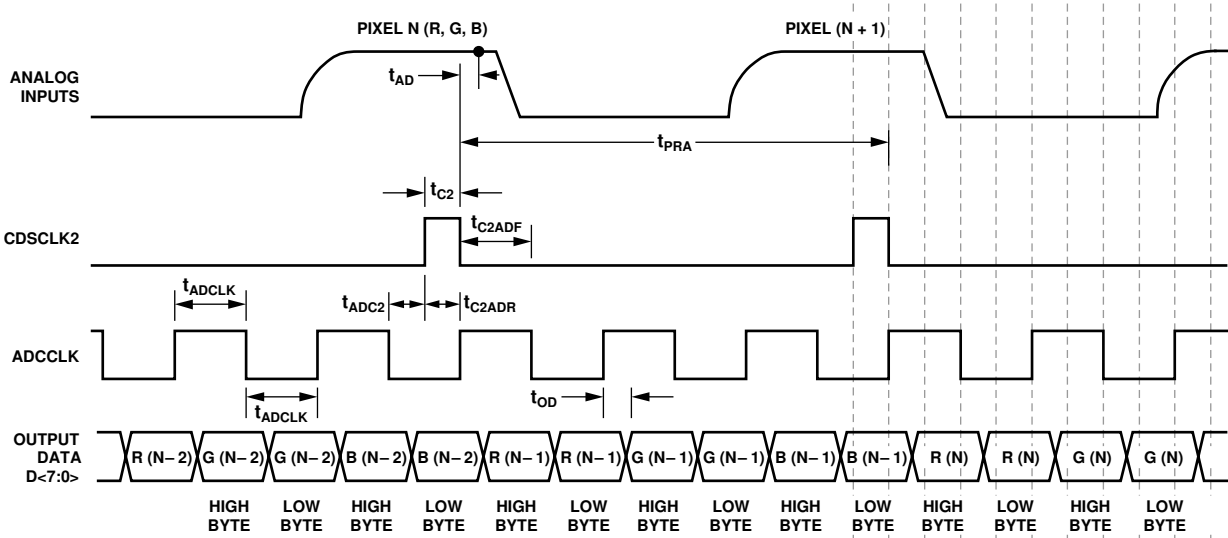 PIXEL N (R, G, B)
PIXEL (N + 1)
ANALOG
INPUTS
tAD
tPRA
tC2
tC2ADF
CDSCLK2
tADCLK
tADC2
tC2ADR
ADCCLK
tADCLK
tOD
OUTPUT
DATA
D<7:0>
R (N–2) G (N–2) G (N–2) B (N–2) B (N–2) R (N–1) R (N–1) G (N–1) G (N–1) B (N–1) B (N–1) R (N) R (N) G (N) G (N)
HIGH LOW HIGH LOW HIGH LOW HIGH LOW HIGH LOW HIGH LOW HIGH LOW
BYTE BYTE BYTE BYTE BYTE BYTE BYTE BYTE BYTE BYTE BYTE BYTE BYTE BYTE